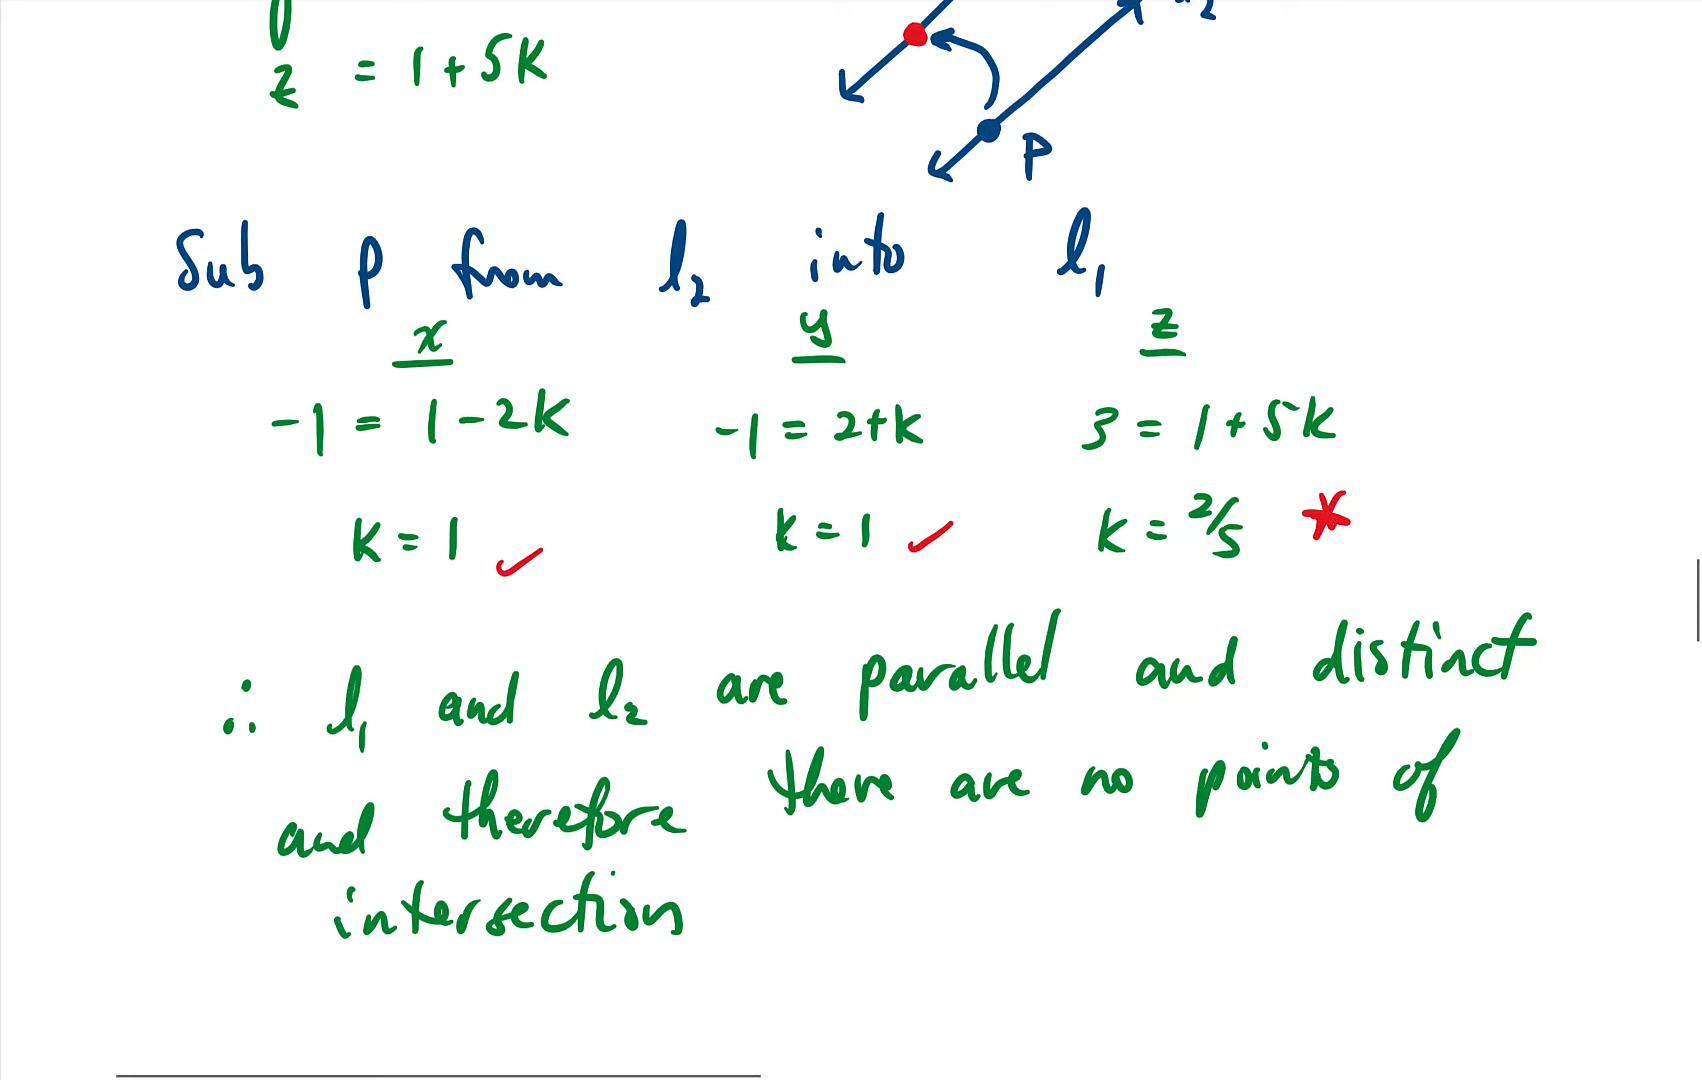 z = 1 + 5k
P
Sub P from l₂ into l₁
x y z
-1 = 1 - 2k -1 = 2 + k 3 = 1 + 5k
k = 1 ✓ k = 1 ✓ k = 2/5 *
∴ l₁ and l₂ are parallel and distinct
and therefore there are no points of
intersection